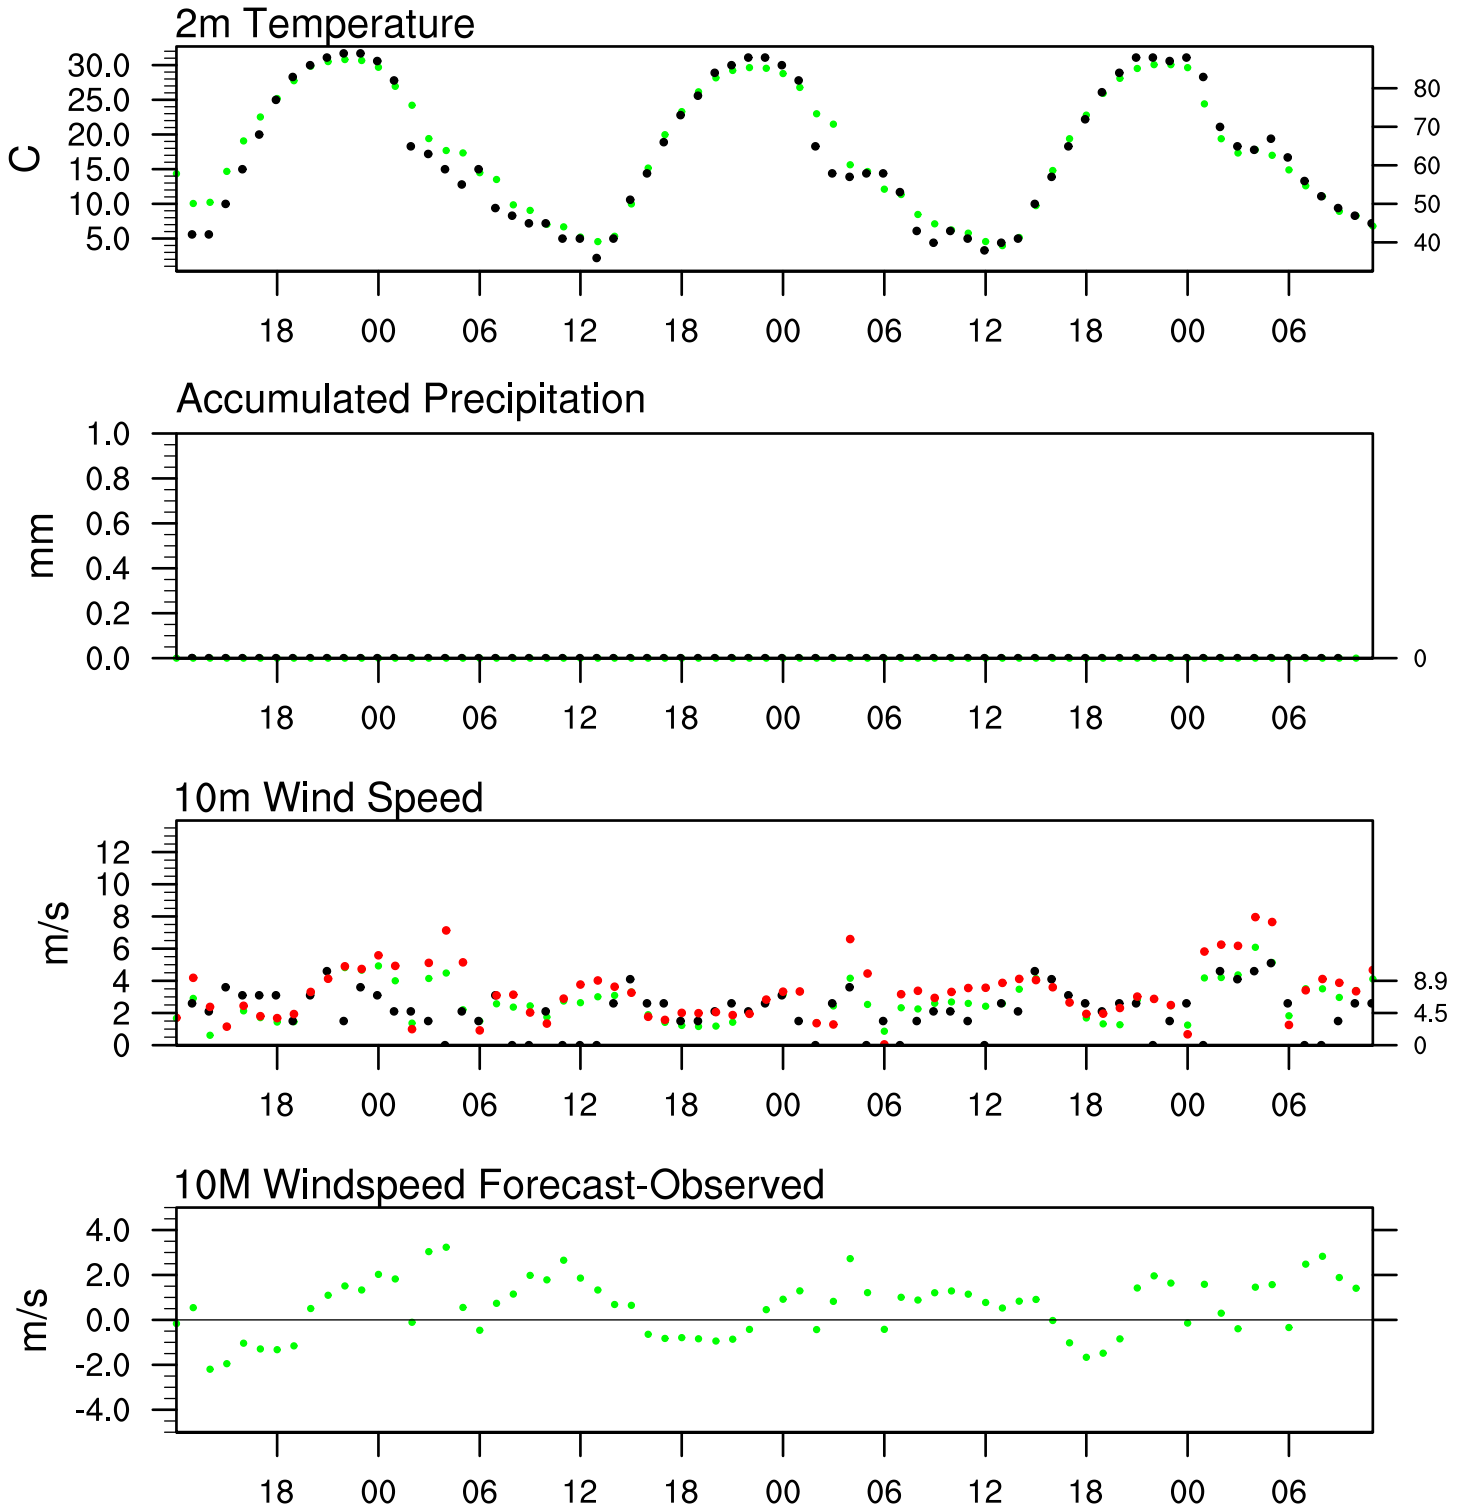 2m Temperature
30.0
25.0
20.0
15.0
10.0
5.0
C
80
70
60
50
40
18 00 06 12 18 00 06 12 18 00 06
Accumulated Precipitation
1.0
0.8
0.6
0.4
0.2
0.0
mm
0
18 00 06 12 18 00 06 12 18 00 06
10m Wind Speed
12
10
8
6
4
2
0
m/s
8.9
4.5
0
18 00 06 12 18 00 06 12 18 00 06
10M Windspeed Forecast-Observed
4.0
2.0
0.0
-2.0
-4.0
m/s
18 00 06 12 18 00 06 12 18 00 06